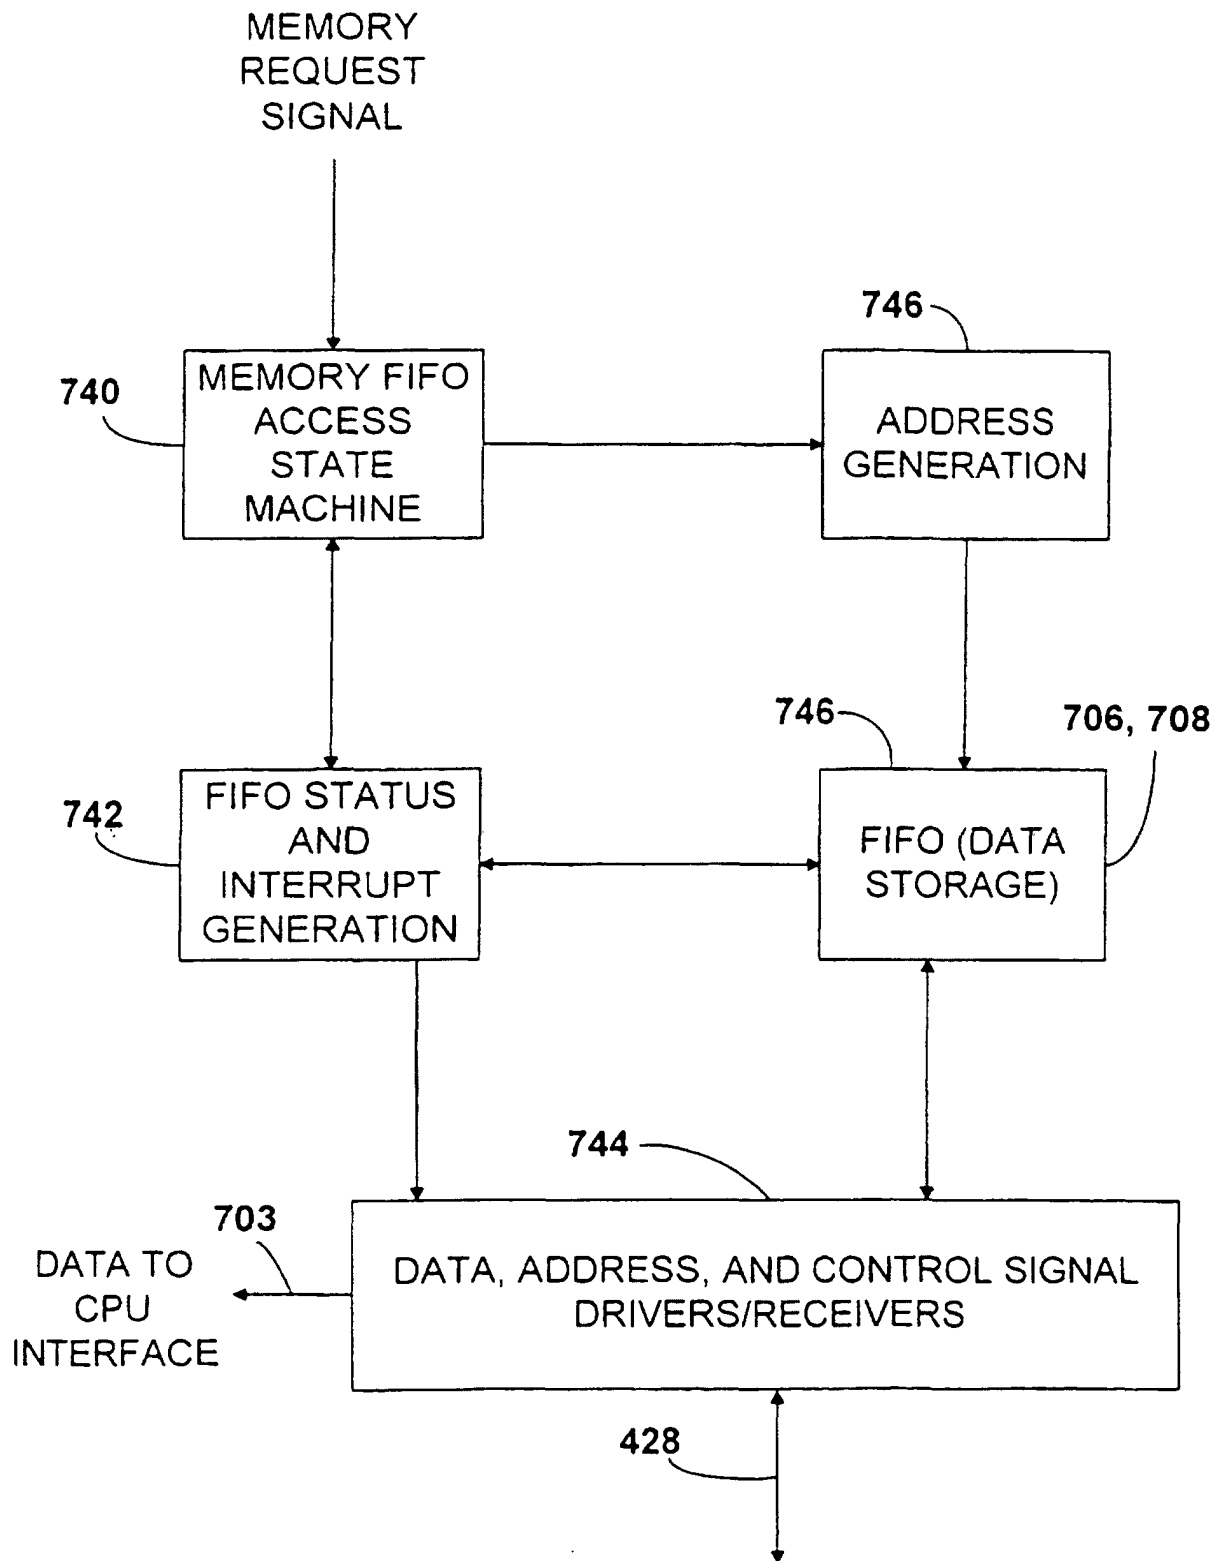 MEMORY
REQUEST
SIGNAL
746
740
MEMORY FIFO
ACCESS
STATE
MACHINE
ADDRESS
GENERATION
746
706, 708
742
FIFO STATUS
AND
INTERRUPT
GENERATION
FIFO (DATA
STORAGE)
744
703
DATA TO
CPU
INTERFACE
DATA, ADDRESS, AND CONTROL SIGNAL
DRIVERS/RECEIVERS
428